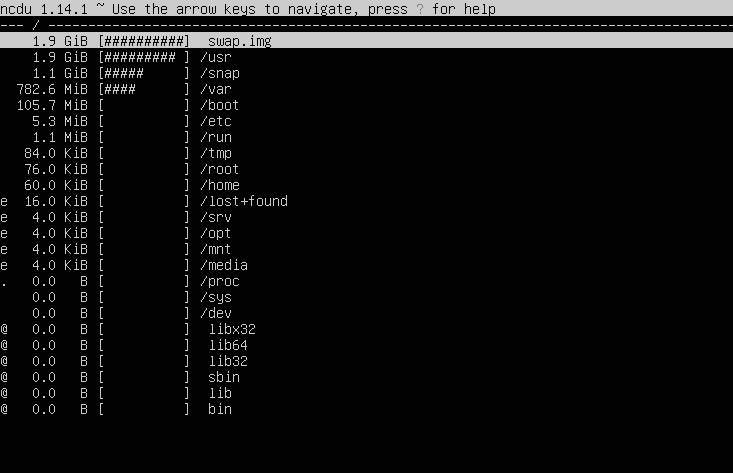 ncdu 1.14.1 ~ Use the arrow keys to navigate, press ? for help
--- / ----------------------------------------------------------------------------------
    1.9 GiB [##########]  swap.img
    1.9 GiB [######### ] /usr
    1.1 GiB [#####     ] /snap
  782.6 MiB [####      ] /var
  105.7 MiB [          ] /boot
    5.3 MiB [          ] /etc
    1.1 MiB [          ] /run
   84.0 KiB [          ] /tmp
   76.0 KiB [          ] /root
   60.0 KiB [          ] /home
e  16.0 KiB [          ] /lost+found
e   4.0 KiB [          ] /srv
e   4.0 KiB [          ] /opt
e   4.0 KiB [          ] /mnt
e   4.0 KiB [          ] /media
.   0.0   B [          ] /proc
    0.0   B [          ] /sys
    0.0   B [          ] /dev
@   0.0   B [          ]  libx32
@   0.0   B [          ]  lib64
@   0.0   B [          ]  lib32
@   0.0   B [          ]  sbin
@   0.0   B [          ]  lib
@   0.0   B [          ]  bin